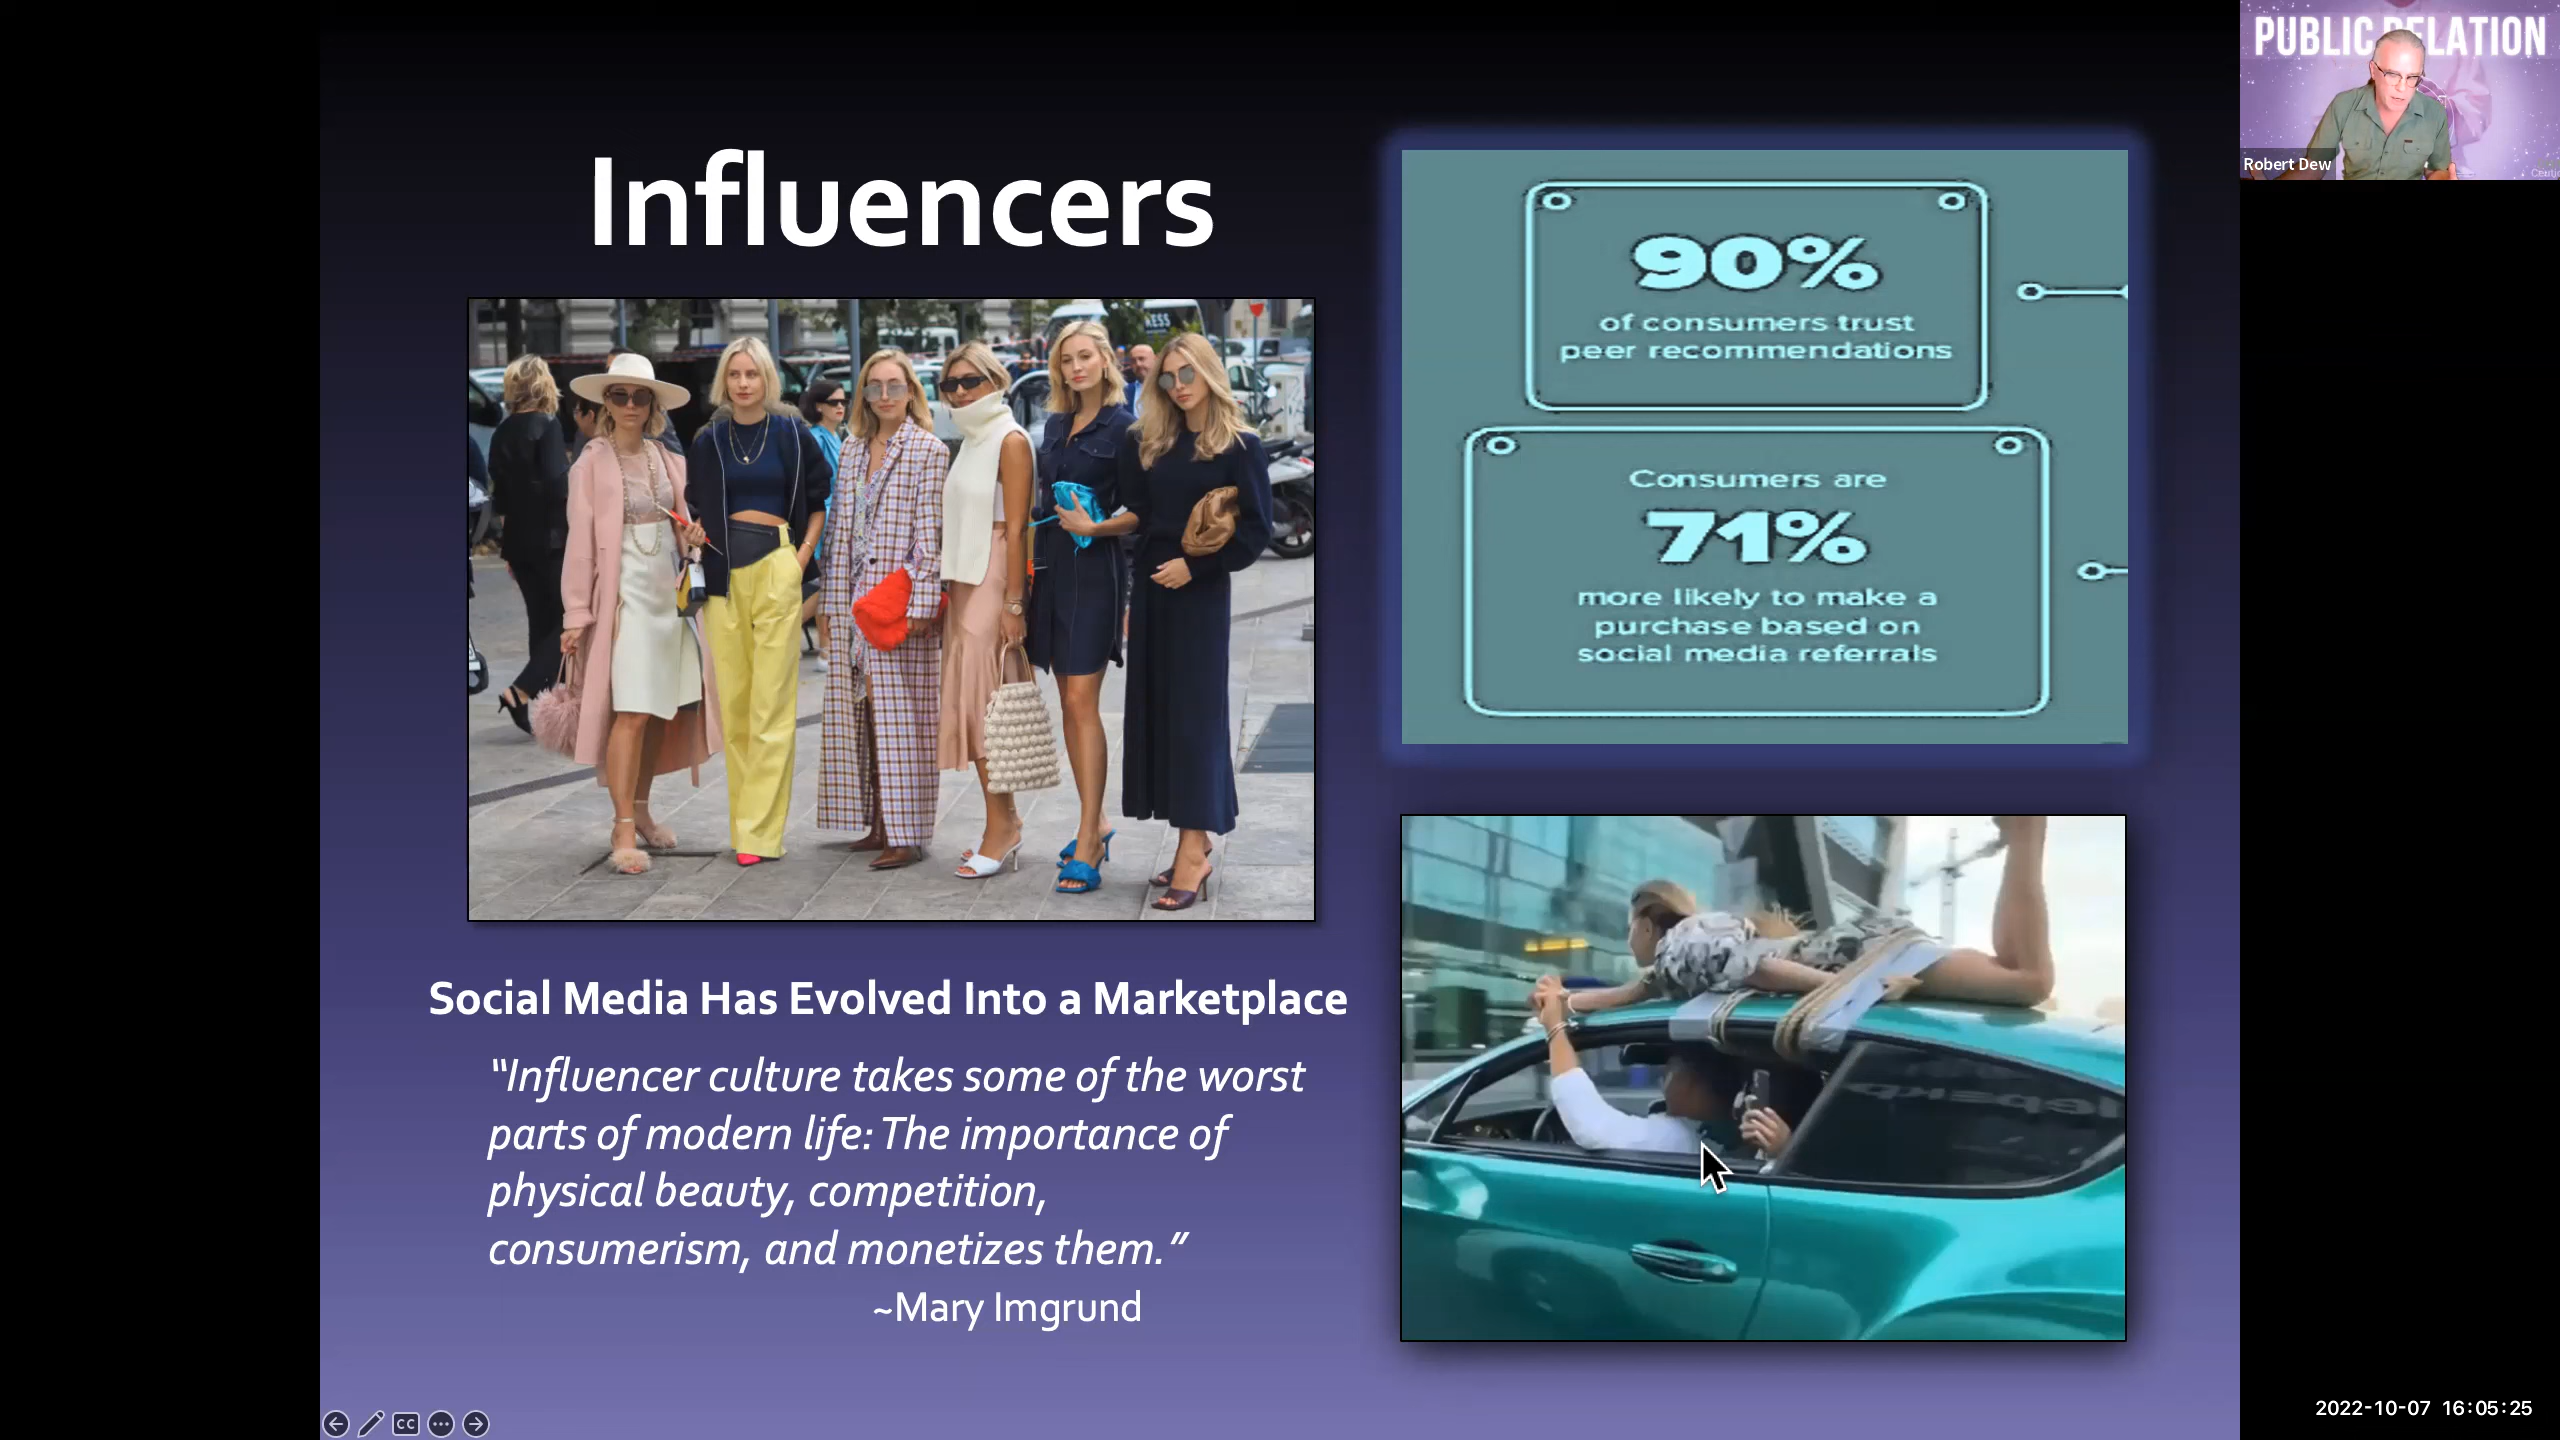 PUBLIC RELATION
Robert Dew
Influencers
90%
of consumers trust
peer recommendations
Consumers are
71%
more likely to make a
purchase based on
social media referrals
Social Media Has Evolved Into a Marketplace
“Influencer culture takes some of the worst
parts of modern life: The importance of
physical beauty, competition,
consumerism, and monetizes them.”
~Mary Imgrund
CC
2022-10-07 16:05:25